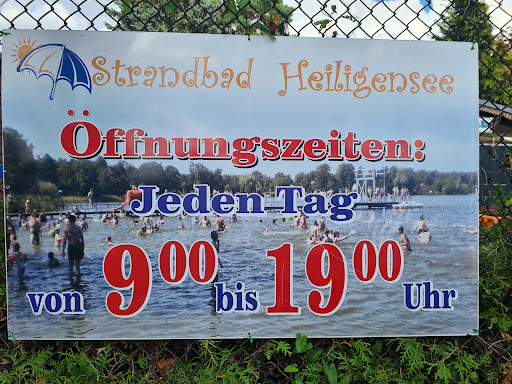 Strandbad Heiligensee
Öffnungszeiten:
Jeden Tag
von 9⁰⁰ bis 19⁰⁰ Uhr